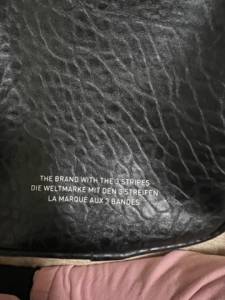 THE BRAND WITH THE 3 STRIPES
DIE WELTMARKE MIT DEN 3 STREIFEN
LA MARQUE AUX 3 BANDES